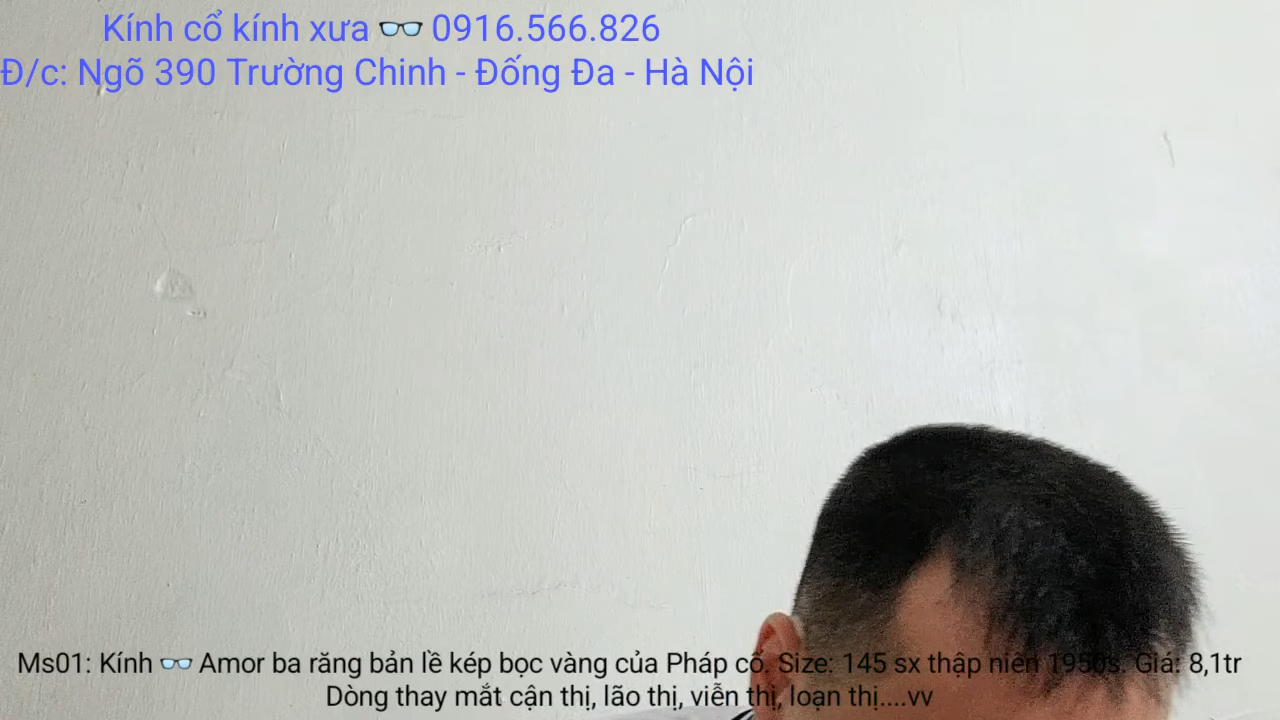 Kính cổ kính xưa 👓 0916.566.826
Đ/c: Ngõ 390 Trường Chinh - Đống Đa - Hà Nội
Ms01: Kính 👓 Amor ba răng bản lề kép bọc vàng của Pháp cổ. Size: 145 sx thập niên 1950s. Giá: 8,1tr
Dòng thay mắt cận thị, lão thị, viễn thị, loạn thị....vv